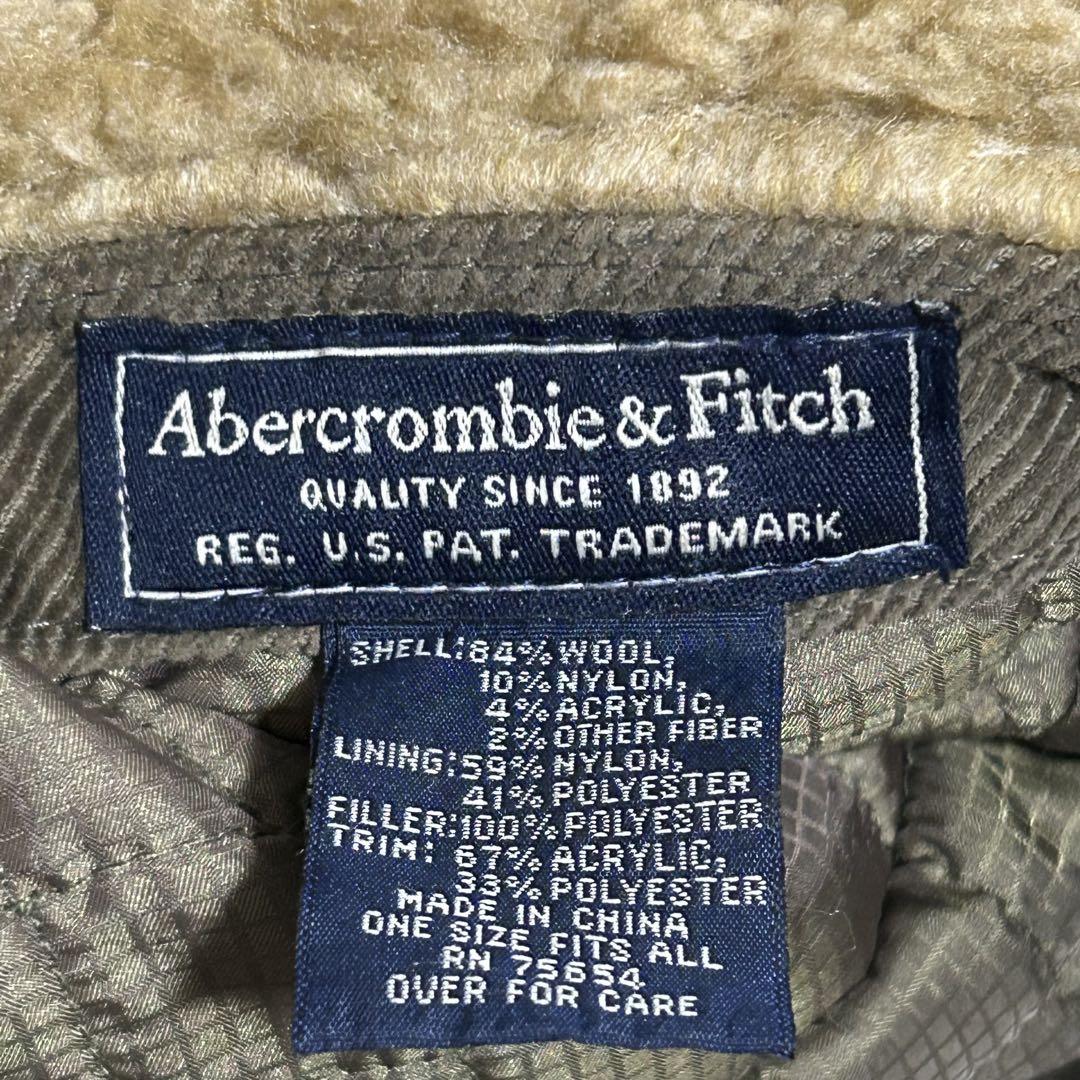 Abercrombie & Fitch
QUALITY SINCE 1892
REG. U.S. PAT. TRADEMARK
SHELL: 84% WOOL,
10% NYLON,
4% ACRYLIC,
2% OTHER FIBER
LINING: 59% NYLON,
41% POLYESTER
FILLER: 100% POLYESTER
TRIM: 67% ACRYLIC,
33% POLYESTER
MADE IN CHINA
ONE SIZE FITS ALL
RN 75654
OVER FOR CARE